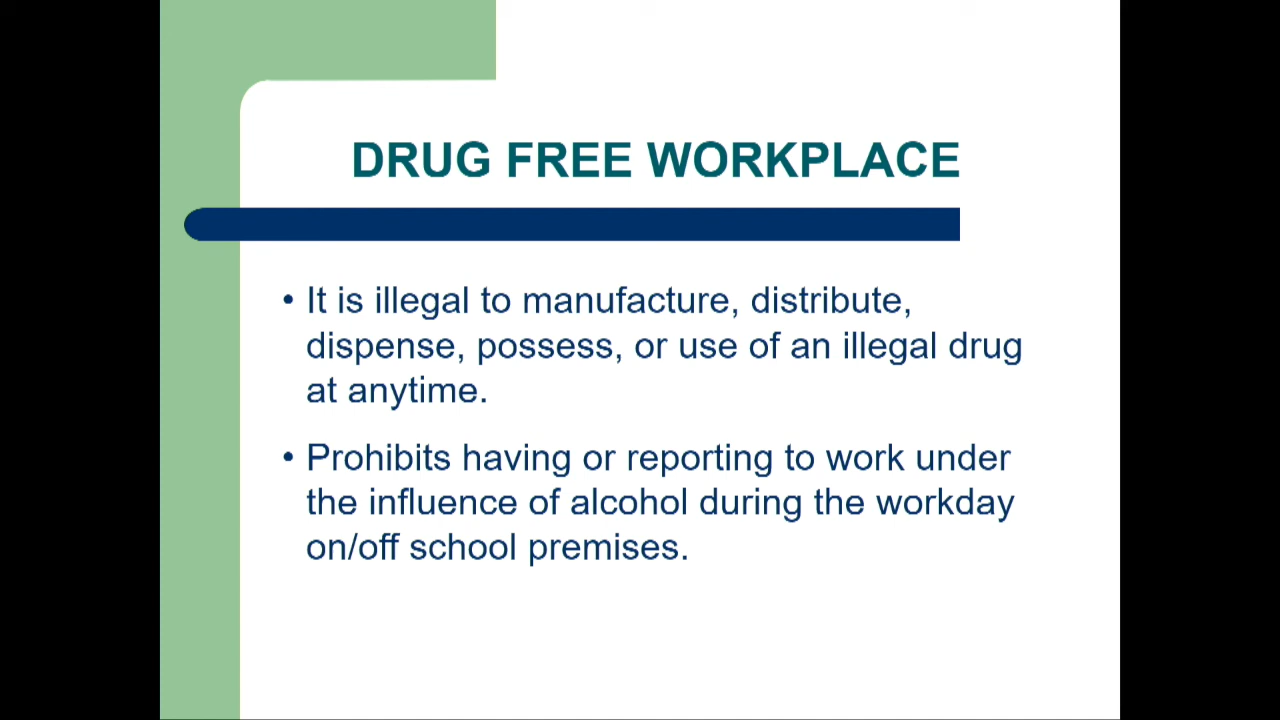 DRUG FREE WORKPLACE
• It is illegal to manufacture, distribute,
dispense, possess, or use of an illegal drug
at anytime.
• Prohibits having or reporting to work under
the influence of alcohol during the workday
on/off school premises.